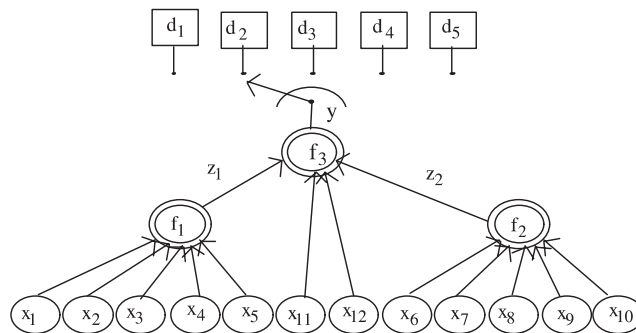 d₁ d₂ d₃ d₄ d₅
y
f₃
z₁ z₂
f₁ f₂
x₁ x₂ x₃ x₄ x₅ x₁₁ x₁₂ x₆ x₇ x₈ x₉ x₁₀